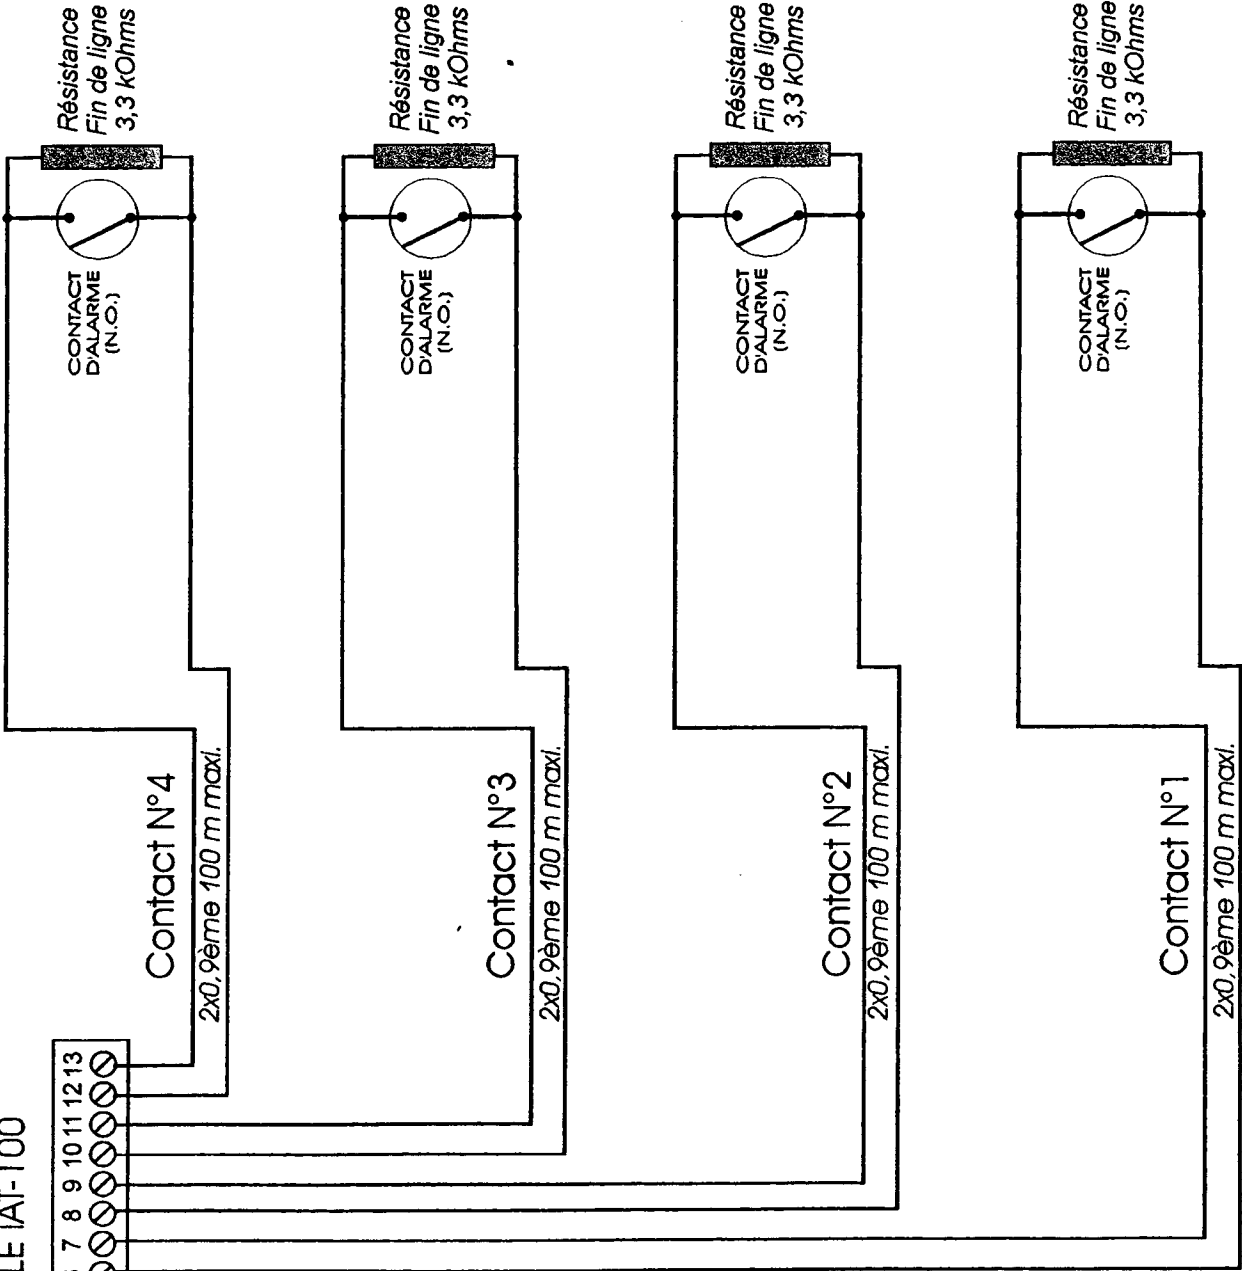 Résistance
Fin de ligne
3,3 kOhms
Résistance
Fin de ligne
3,3 kOhms
Résistance
Fin de ligne
3,3 kOhms
Résistance
Fin de ligne
3,3 kOhms
CONTACT
D'ALARME
(N.O.)
CONTACT
D'ALARME
(N.O.)
CONTACT
D'ALARME
(N.O.)
CONTACT
D'ALARME
(N.O.)
Contact N°4
2x0,9ème 100 m maxi.
Contact N°3
2x0,9ème 100 m maxi.
Contact N°2
2x0,9ème 100 m maxi.
Contact N°1
2x0,9ème 100 m maxi.
IAT-100
7 8 9 10 11 12 13